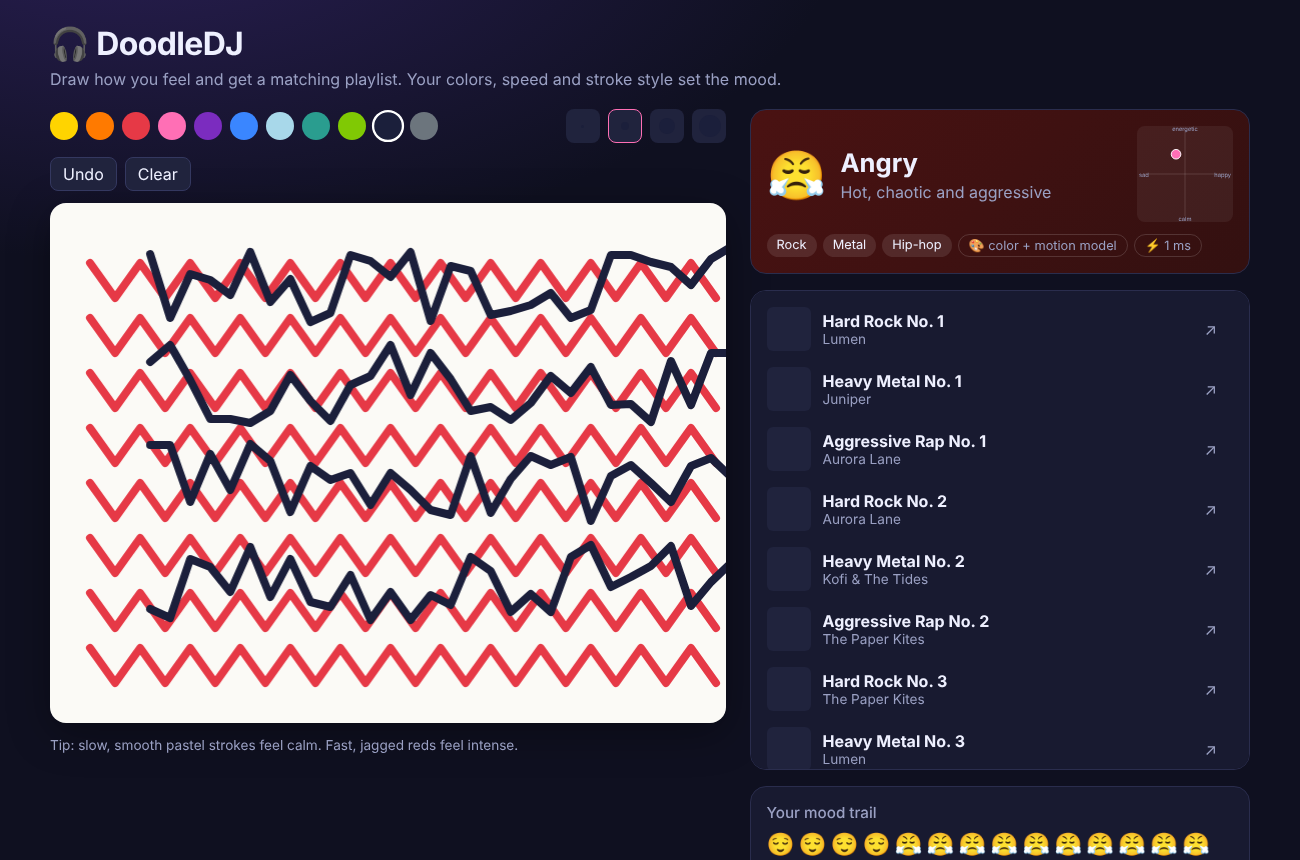 DoodleDJ
Draw how you feel and get a matching playlist. Your colors, speed and stroke style set the mood.
Undo
Clear
Tip: slow, smooth pastel strokes feel calm. Fast, jagged reds feel intense.
Angry
Hot, chaotic and aggressive
energetic
sad
happy
calm
Rock
Metal
Hip-hop
color + motion model
1 ms
Hard Rock No. 1
Lumen
Heavy Metal No. 1
Juniper
Aggressive Rap No. 1
Aurora Lane
Hard Rock No. 2
Aurora Lane
Heavy Metal No. 2
Kofi & The Tides
Aggressive Rap No. 2
The Paper Kites
Hard Rock No. 3
The Paper Kites
Heavy Metal No. 3
Lumen
Your mood trail